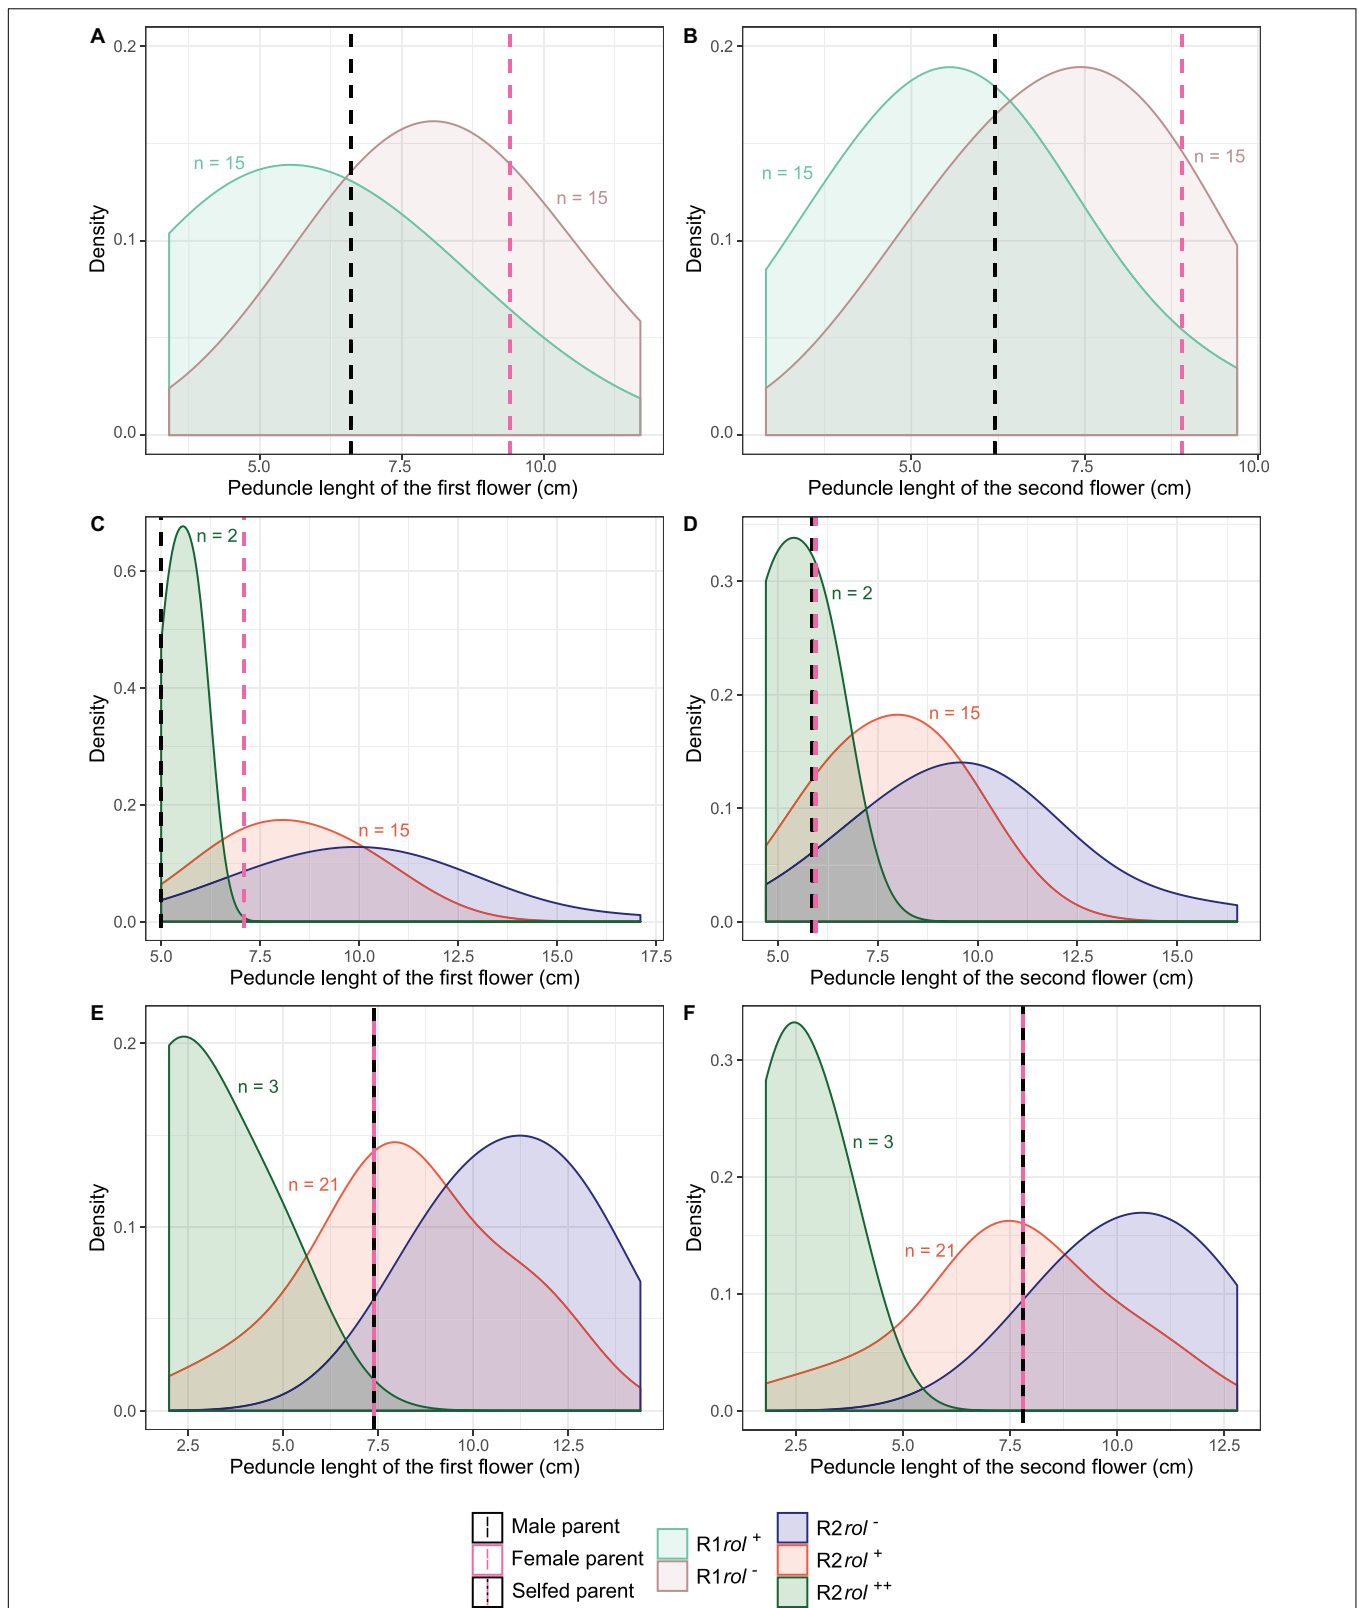 A
0.2
0.1
0.0
Density
n = 15
n = 15
5.0 7.5 10.0
Peduncle lenght of the first flower (cm)
B
0.2
0.1
0.0
Density
n = 15
n = 15
5.0 7.5 10.0
Peduncle lenght of the second flower (cm)
C
0.6
0.4
0.2
0.0
Density
n = 2
n = 15
5.0 7.5 10.0 12.5 15.0 17.5
Peduncle lenght of the first flower (cm)
D
0.3
0.2
0.1
0.0
Density
n = 2
n = 15
5.0 7.5 10.0 12.5 15.0
Peduncle lenght of the second flower (cm)
E
0.2
0.1
0.0
Density
n = 3
n = 21
2.5 5.0 7.5 10.0 12.5
Peduncle lenght of the first flower (cm)
F
0.3
0.2
0.1
0.0
Density
n = 3
n = 21
2.5 5.0 7.5 10.0 12.5
Peduncle lenght of the second flower (cm)
Male parent
Female parent
Selfed parent
R1rol +
R1rol -
R2rol -
R2rol +
R2rol ++